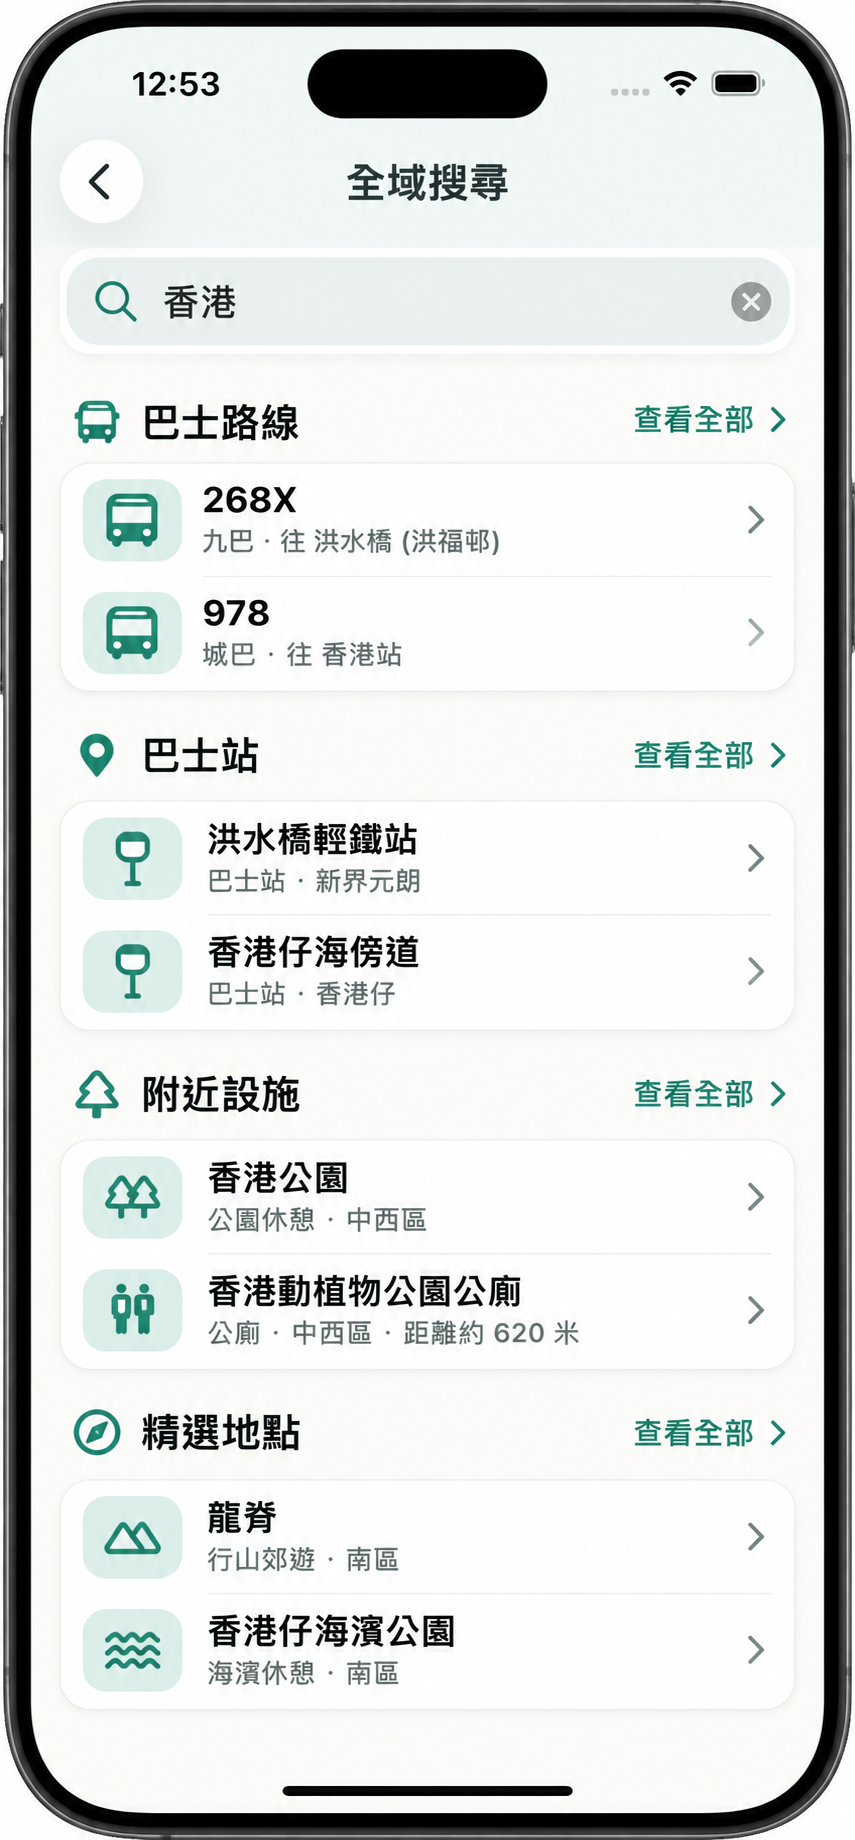 12:53
全域搜尋
香港
巴士路線
查看全部
268X
九巴 · 往 洪水橋 (洪福邨)
978
城巴 · 往 香港站
巴士站
查看全部
洪水橋輕鐵站
巴士站 · 新界元朗
香港仔海傍道
巴士站 · 香港仔
附近設施
查看全部
香港公園
公園休憩 · 中西區
香港動植物公園公廁
公廁 · 中西區 · 距離約 620 米
精選地點
查看全部
龍脊
行山郊遊 · 南區
香港仔海濱公園
海濱休憩 · 南區